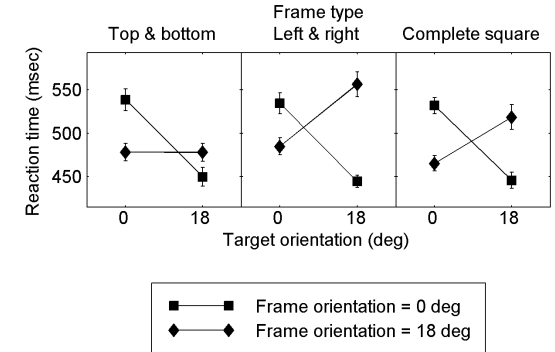 Frame type
Top & bottom Left & right Complete square
Reaction time (msec)
550
500
450
0 18 0 18 0 18
Target orientation (deg)
Frame orientation = 0 deg
Frame orientation = 18 deg